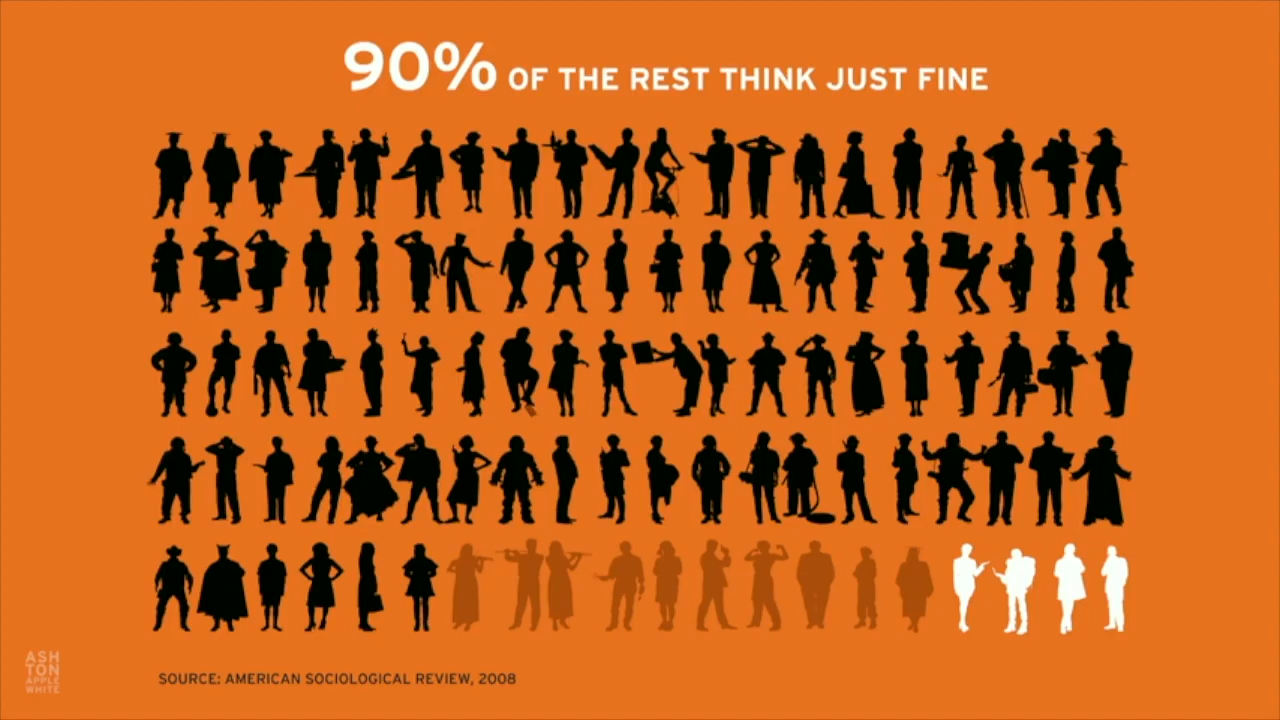 90% OF THE REST THINK JUST FINE
ASH
TON
APPLE
WHITE
SOURCE: AMERICAN SOCIOLOGICAL REVIEW, 2008